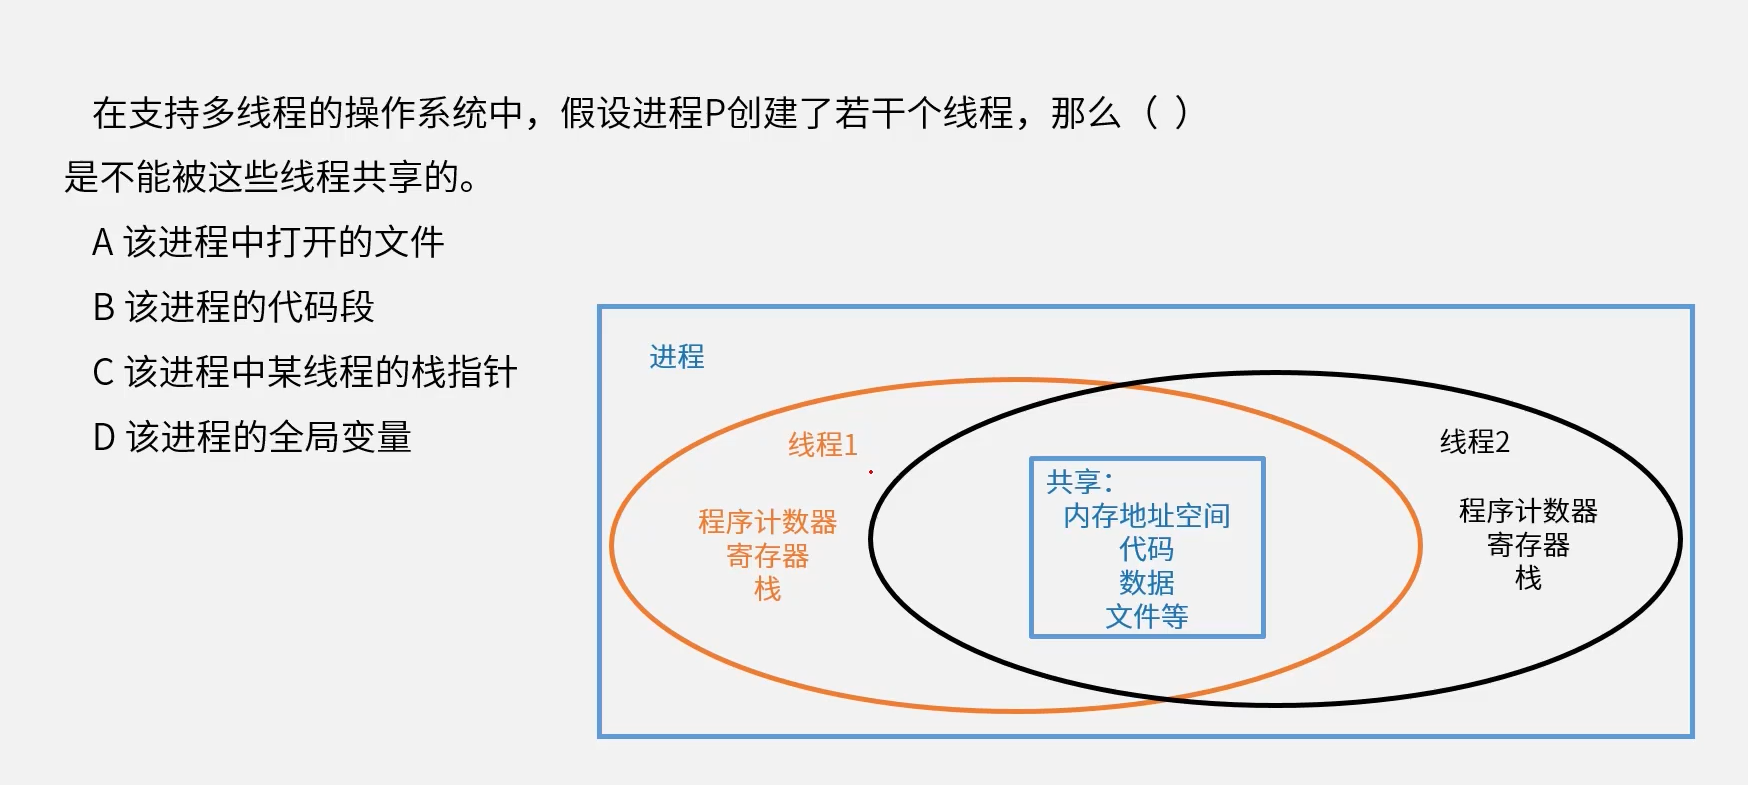 在支持多线程的操作系统中，假设进程P创建了若干个线程，那么（ ）
是不能被这些线程共享的。
A 该进程中打开的文件
B 该进程的代码段
C 该进程中某线程的栈指针
D 该进程的全局变量
进程
线程1
程序计数器
寄存器
栈
共享：
内存地址空间
代码
数据
文件等
线程2
程序计数器
寄存器
栈